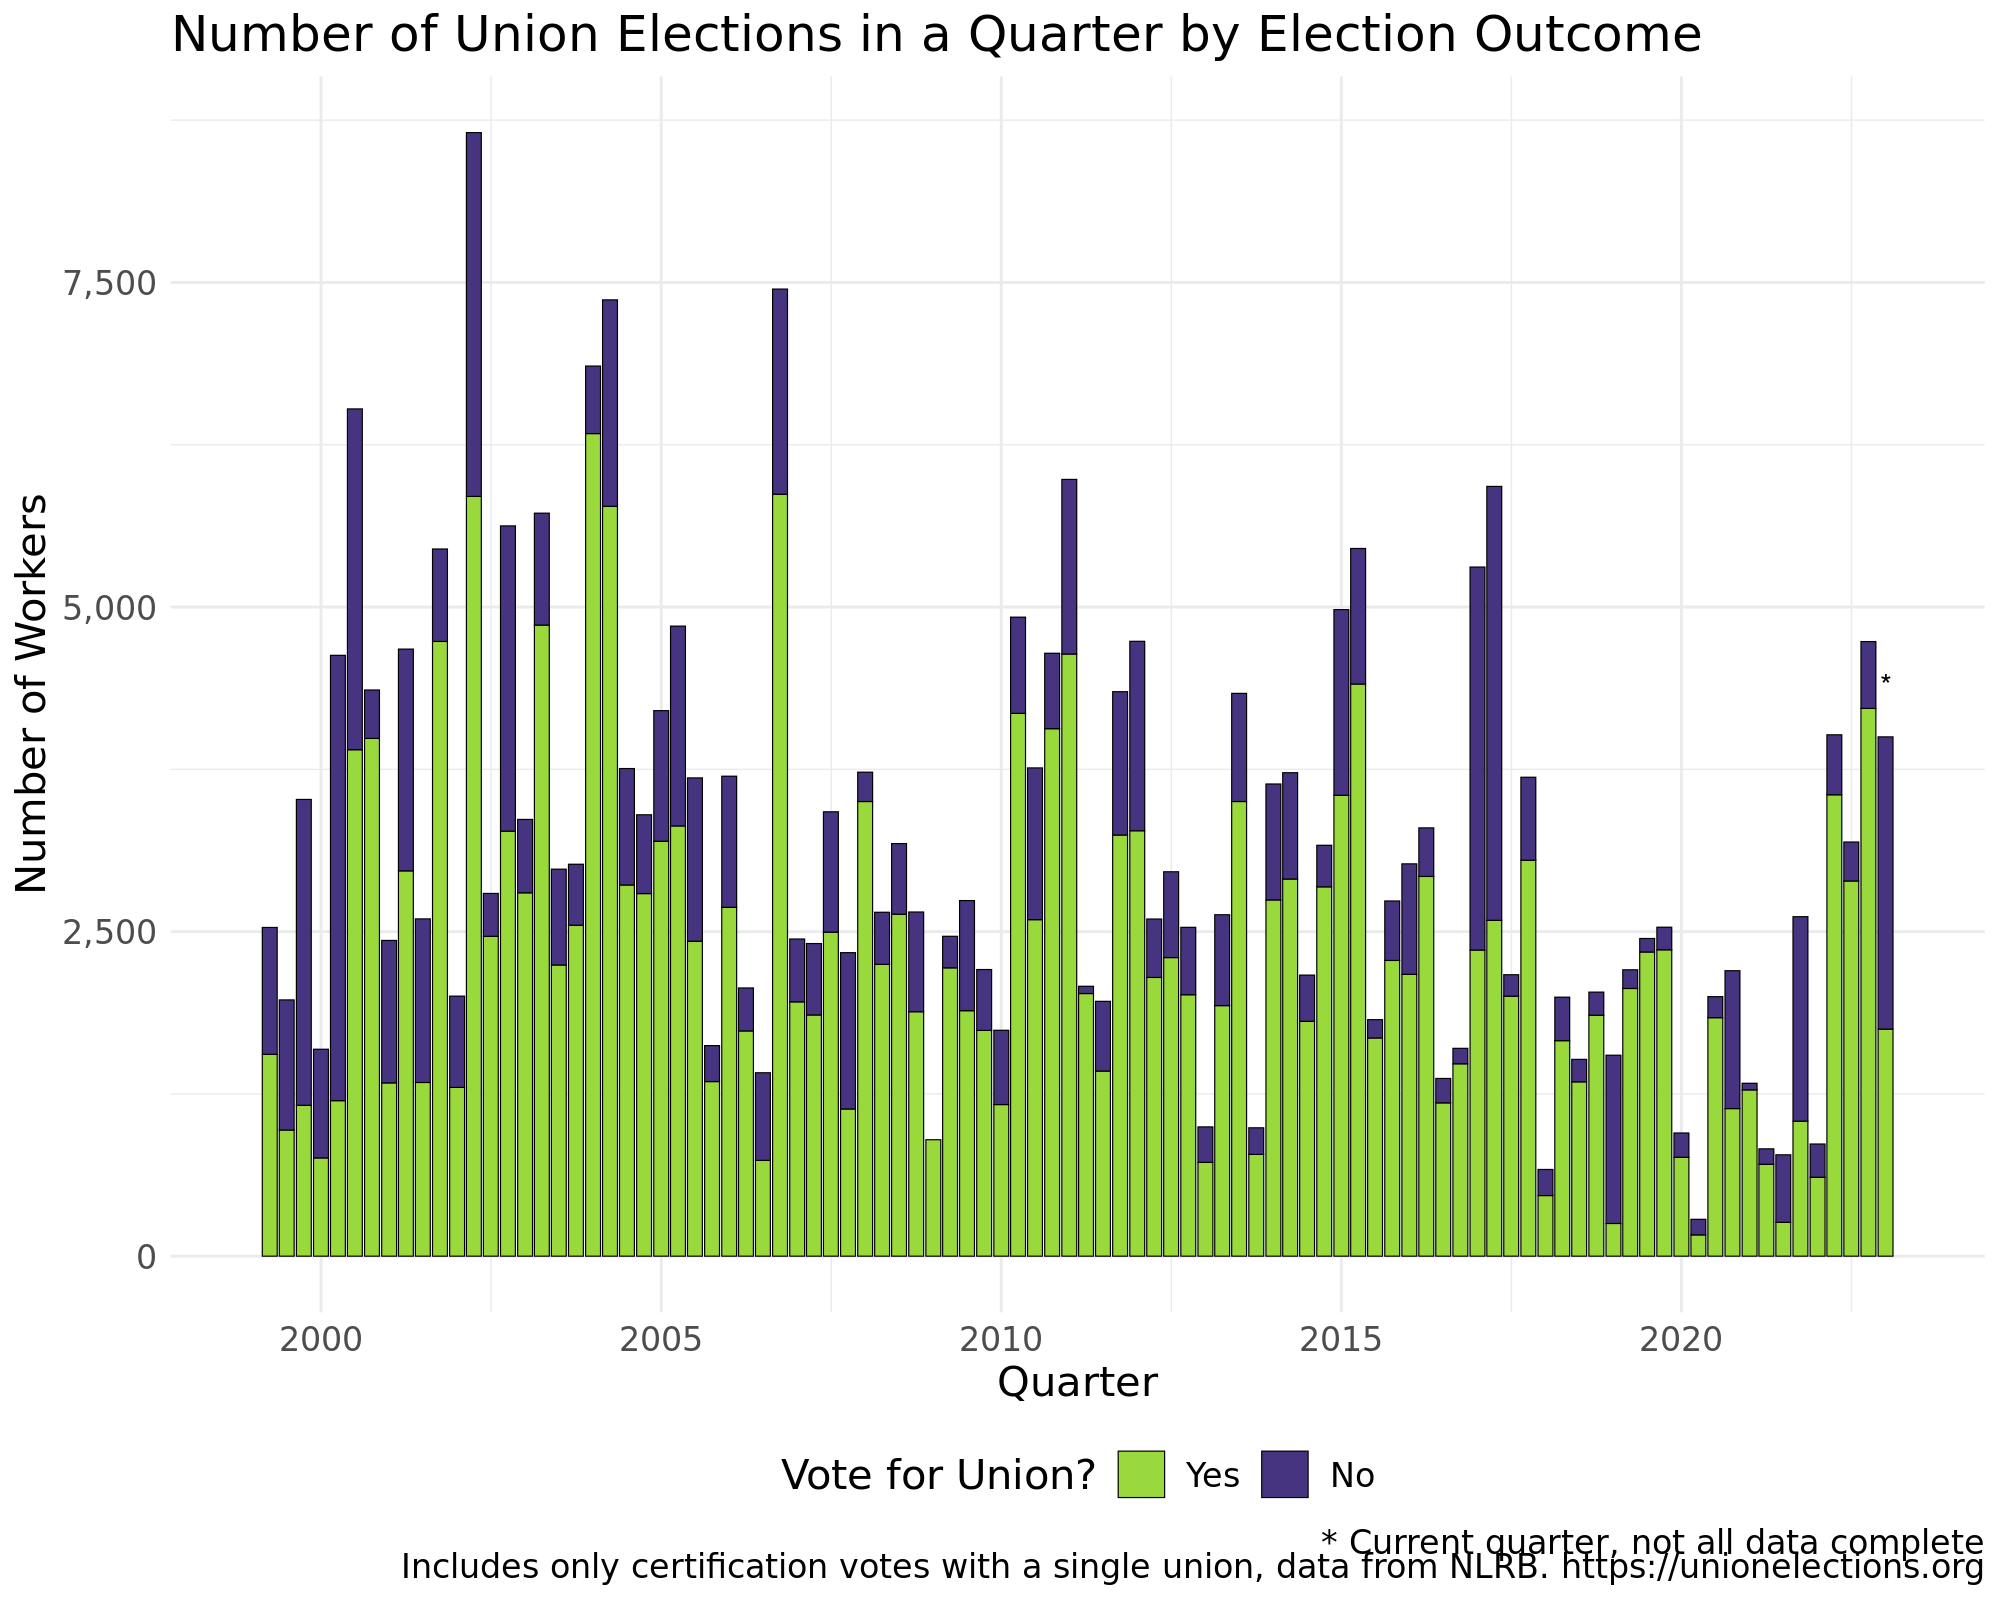 Number of Union Elections in a Quarter by Election Outcome
Number of Workers
7,500
5,000
2,500
0
*
2000 2005 2010 2015 2020
Quarter
Vote for Union? Yes No
* Current quarter, not all data complete
Includes only certification votes with a single union, data from NLRB. https://unionelections.org